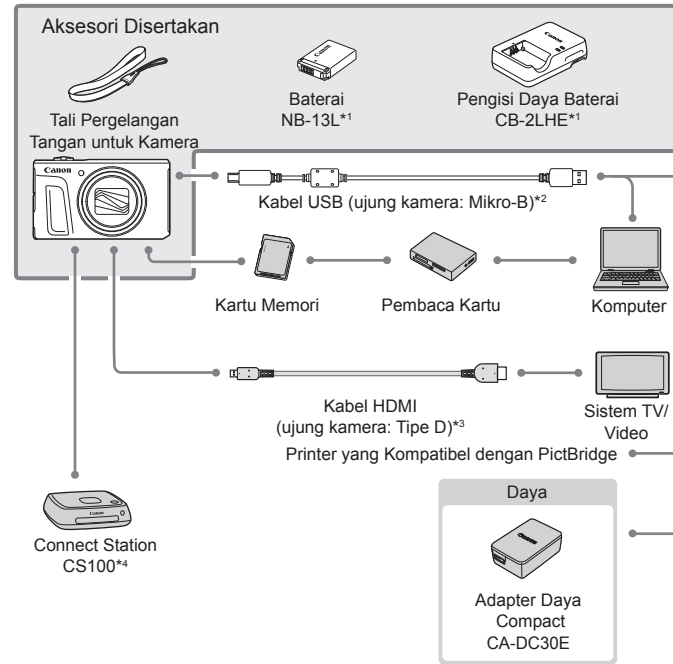 Aksesori Disertakan
Tali Pergelangan
Tangan untuk Kamera
Baterai
NB-13L*1
Pengisi Daya Baterai
CB-2LHE*1
Canon
Kabel USB (ujung kamera: Mikro-B)*2
Kartu Memori
Pembaca Kartu
Komputer
Kabel HDMI
(ujung kamera: Tipe D)*3
Sistem TV/
Video
Printer yang Kompatibel dengan PictBridge
Connect Station
CS100*4
Daya
Adapter Daya
Compact
CA-DC30E